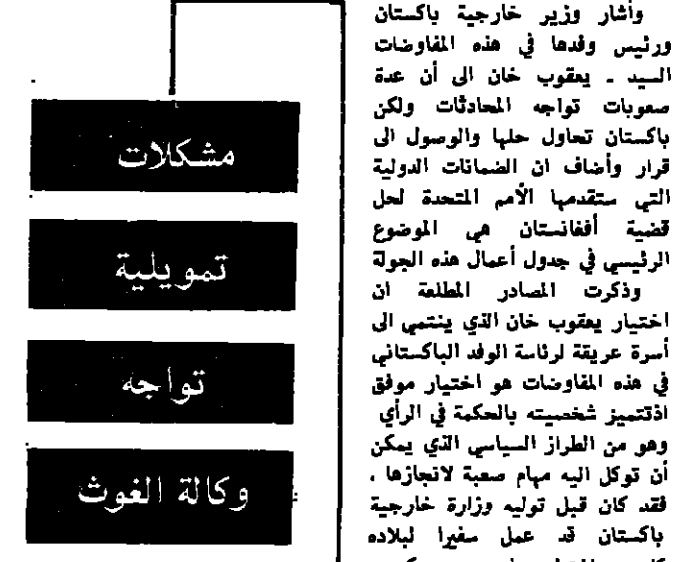 وأشار وزير خارجية باكستان
ورئيس وفدها في هذه المفاوضات
السيد ـ يعقوب خان الى أن عدة
صعوبات تواجه المحادثات ولكن
باكستان تحاول حلها والوصول الى
قرار وأضاف ان الضمانات الدولية
التي ستقدمها الأمم المتحدة لحل
قضية أفغانستان هي الموضوع
الرئيسي في جدول أعمال هذه الجولة
وذكرت المصادر المطلعة ان
اختيار يعقوب خان الذي ينتمي الى
أسرة عريقة لرئاسة الوفد الباكستاني
في هذه المفاوضات هو اختيار موفق
اذتتميز شخصيته بالحكمة في الرأي
وهو من الطراز السياسي الذي يمكن
أن توكل اليه مهام صعبة لانجازها .
فقد كان قبل توليه وزارة خارجية
باكستان قد عمل سفيرا لبلاده
مشكلات
تمويلية
تواجه
وكالة الغوث